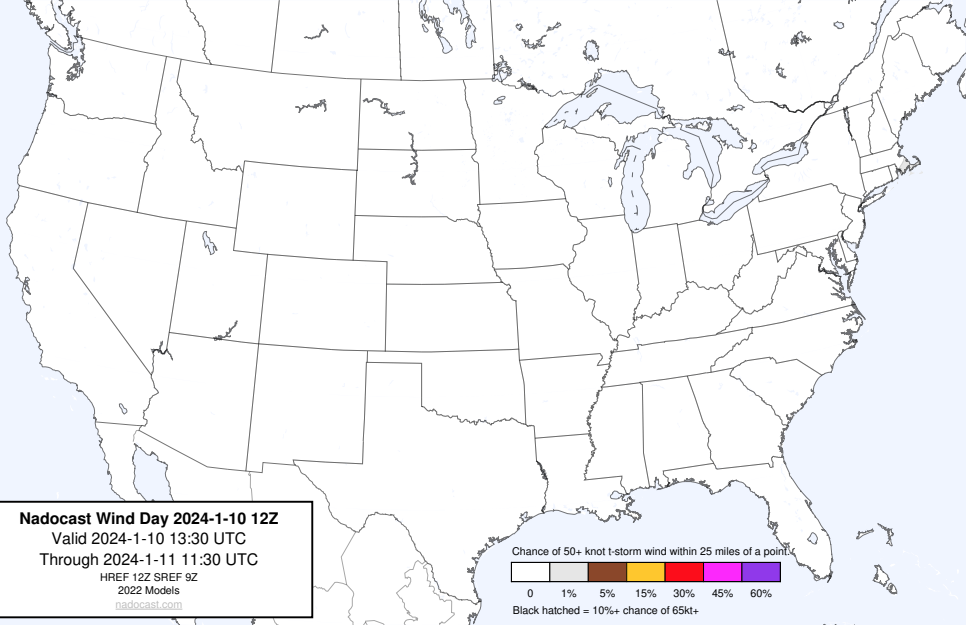 Nadocast Wind Day 2024-1-10 12Z
Valid 2024-1-10 13:30 UTC
Through 2024-1-11 11:30 UTC
HREF 12Z SREF 9Z
2022 Models
nadocast.com
Chance of 50+ knot t-storm wind within 25 miles of a point.
0 1% 5% 15% 30% 45% 60%
Black hatched = 10%+ chance of 65kt+